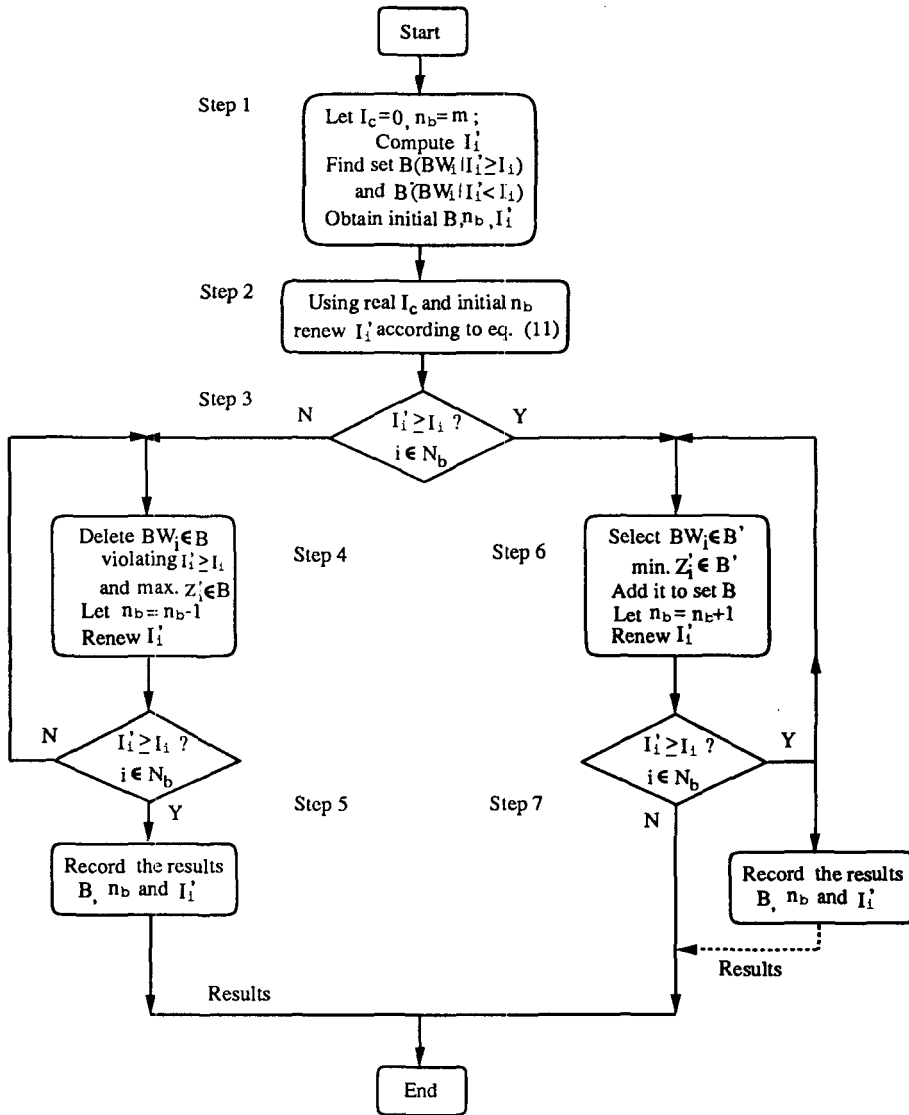 Start
Step 1
Let I_c=0, n_b=m ;
Compute I_i'
Find set B(BW_i|I_i'≥I_i)
and B'(BW_i|I_i'<I_i)
Obtain initial B, n_b, I_i'
Step 2
Using real I_c and initial n_b
renew I_i' according to eq. (11)
Step 3
N
I_i' ≥ I_i ?
i ∈ N_b
Y
Delete BW_i ∈ B
violating I_i' ≥ I_i
and max. Z_i' ∈ B
Let n_b = n_b-1
Renew I_i'
Step 4
Step 6
Select BW_i ∈ B'
min. Z_i' ∈ B'
Add it to set B
Let n_b = n_b+1
Renew I_i'
N
I_i' ≥ I_i ?
i ∈ N_b
Y
Step 5
Step 7
I_i' ≥ I_i ?
i ∈ N_b
Y
N
Record the results
B, n_b and I_i'
Record the results
B, n_b and I_i'
Results
Results
End